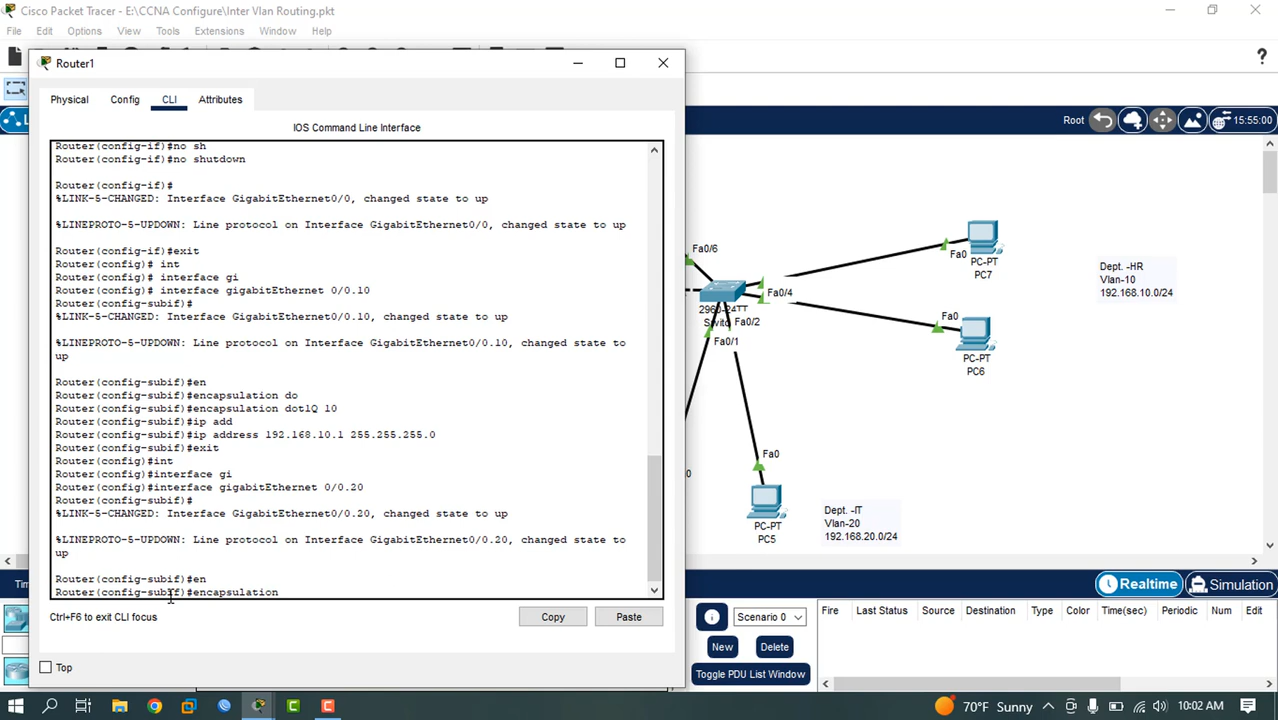 Cisco Packet Tracer - E:\CCNA Configure\Inter Vlan Routing.pkt
File Edit Options View Tools Extensions Window Help
Router1
Physical Config CLI Attributes
IOS Command Line Interface
Router(config-if)#no sh
Router(config-if)#no shutdown
Router(config-if)#
%LINK-5-CHANGED: Interface GigabitEthernet0/0, changed state to up
%LINEPROTO-5-UPDOWN: Line protocol on Interface GigabitEthernet0/0, changed state to up
Router(config-if)#exit
Router(config)# int
Router(config)# interface gi
Router(config)# interface gigabitEthernet 0/0.10
Router(config-subif)#
%LINK-5-CHANGED: Interface GigabitEthernet0/0.10, changed state to up
%LINEPROTO-5-UPDOWN: Line protocol on Interface GigabitEthernet0/0.10, changed state to
up
Router(config-subif)#en
Router(config-subif)#encapsulation do
Router(config-subif)#encapsulation dot1Q 10
Router(config-subif)#ip add
Router(config-subif)#ip address 192.168.10.1 255.255.255.0
Router(config-subif)#exit
Router(config)#int
Router(config)#interface gi
Router(config)#interface gigabitEthernet 0/0.20
Router(config-subif)#
%LINK-5-CHANGED: Interface GigabitEthernet0/0.20, changed state to up
%LINEPROTO-5-UPDOWN: Line protocol on Interface GigabitEthernet0/0.20, changed state to
up
Router(config-subif)#en
Router(config-subif)#encapsulation
Ctrl+F6 to exit CLI focus
Copy Paste
Top
Root 15:55:00
Fa0/6
Fa0
PC-PT
PC7
Dept. -HR
Vlan-10
192.168.10.0/24
Fa0/4
2960-24TT
Fa0/2
Fa0/1
Fa0
PC-PT
PC6
Fa0
PC-PT
PC5
Dept. -IT
Vlan-20
192.168.20.0/24
Realtime Simulation
Scenario 0
New Delete
Toggle PDU List Window
Fire Last Status Source Destination Type Color Time(sec) Periodic Num Edit
70°F Sunny 10:02 AM